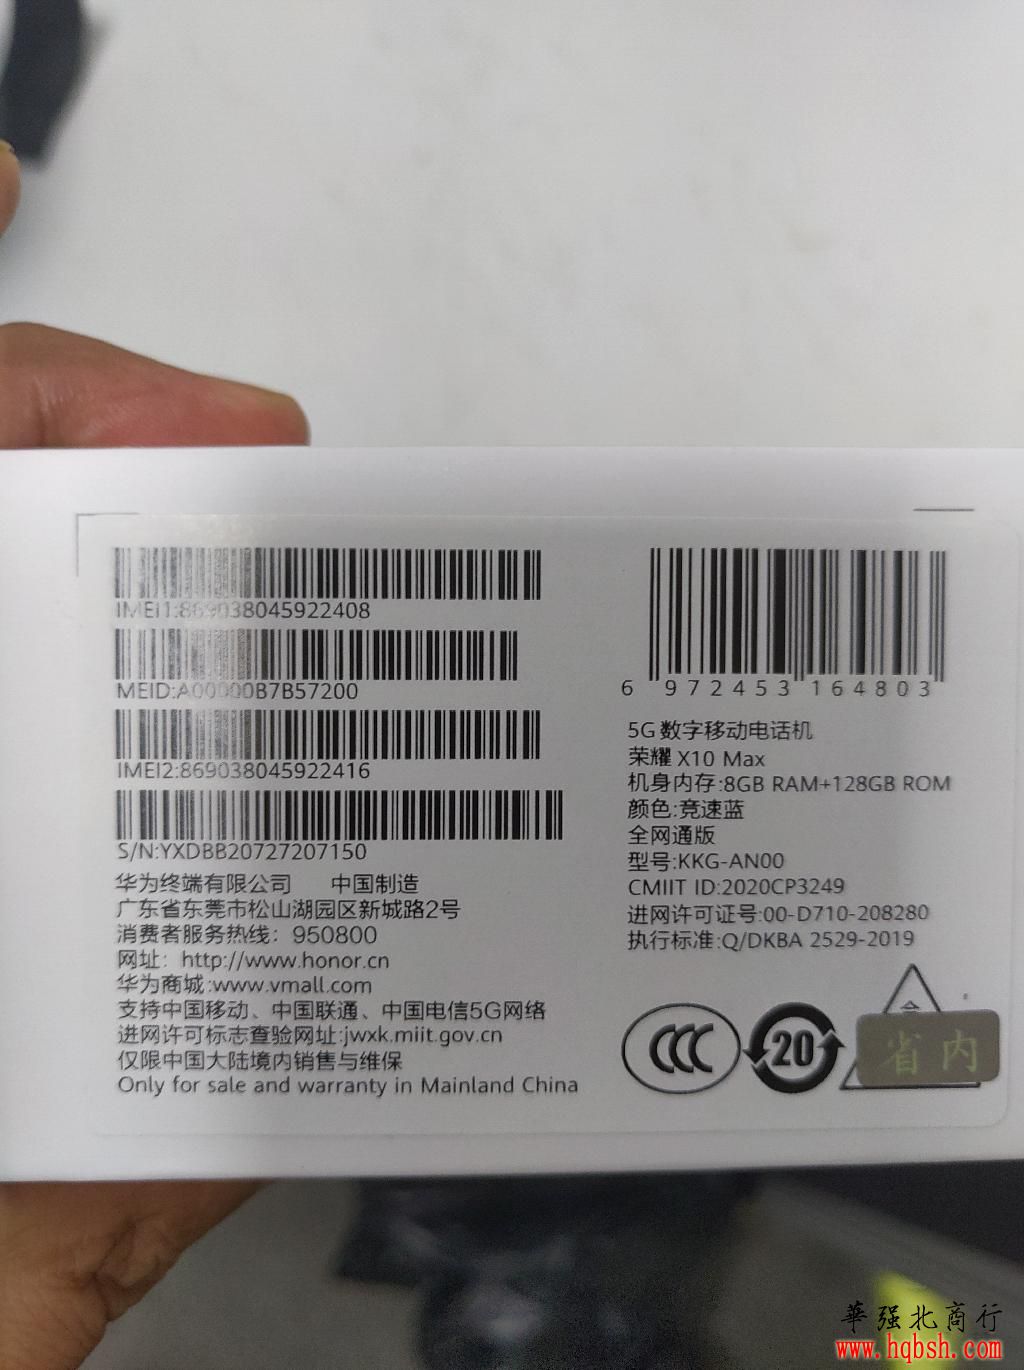 IMEI1:869038045922408
MEID:A00000B7B57200
IMEI2:869038045922416
S/N:YXDBB20727207150
华为终端有限公司 中国制造
广东省东莞市松山湖园区新城路2号
消费者服务热线：950800
网址：http://www.honor.cn
华为商城:www.vmall.com
支持中国移动、中国联通、中国电信5G网络
进网许可标志查验网址:jwxk.miit.gov.cn
仅限中国大陆境内销售与维保
Only for sale and warranty in Mainland China
6 972453 164803
5G 数字移动电话机
荣耀 X10 Max
机身内存:8GB RAM+128GB ROM
颜色:竞速蓝
全网通版
型号:KKG-AN00
CMIIT ID:2020CP3249
进网许可证号:00-D710-208280
执行标准:Q/DKBA 2529-2019
CCC
20
省内
華强北商行
www.hqbsh.com